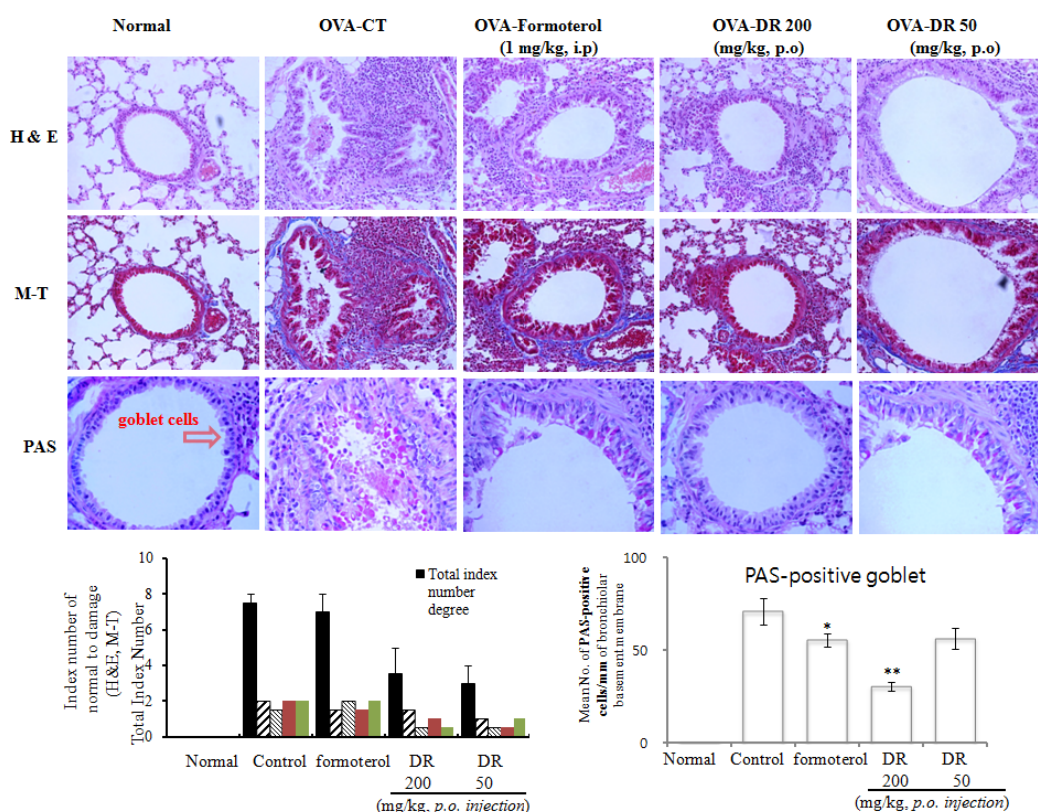 Normal OVA-CT OVA-Formoterol OVA-DR 200 OVA-DR 50
(1 mg/kg, i.p) (mg/kg, p.o) (mg/kg, p.o)
H & E
M-T
goblet cells
PAS
Index number of
normal to damage
(H&E, M-T)
Total Index Number
10
8
6
4
2
0
Total index
number
degree
Normal Control formoterol DR DR
200 50
(mg/kg, p.o. injection)
Mean No. of PAS-positive
cells/mm of bronchiolar
basement membrane
100
50
0
PAS-positive goblet
*
**
Normal Control formoterol DR DR
200 50
(mg/kg, p.o. injection)